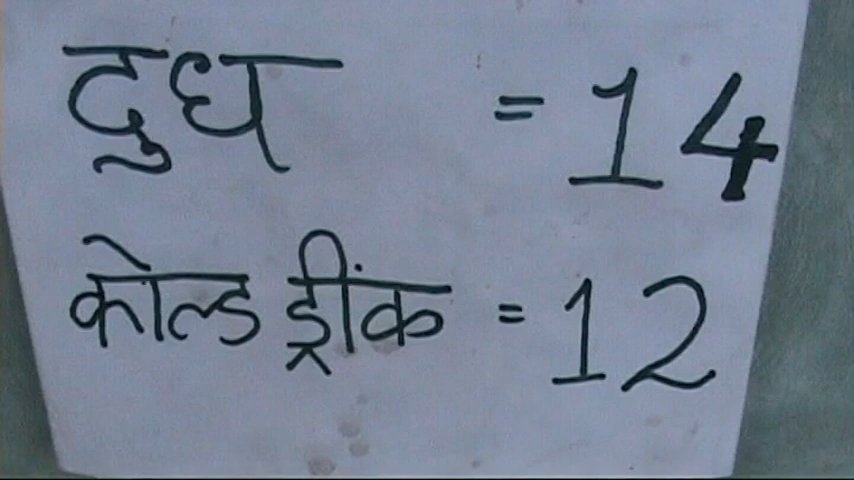 दुध = 14
कोल्ड ड्रींक = 12